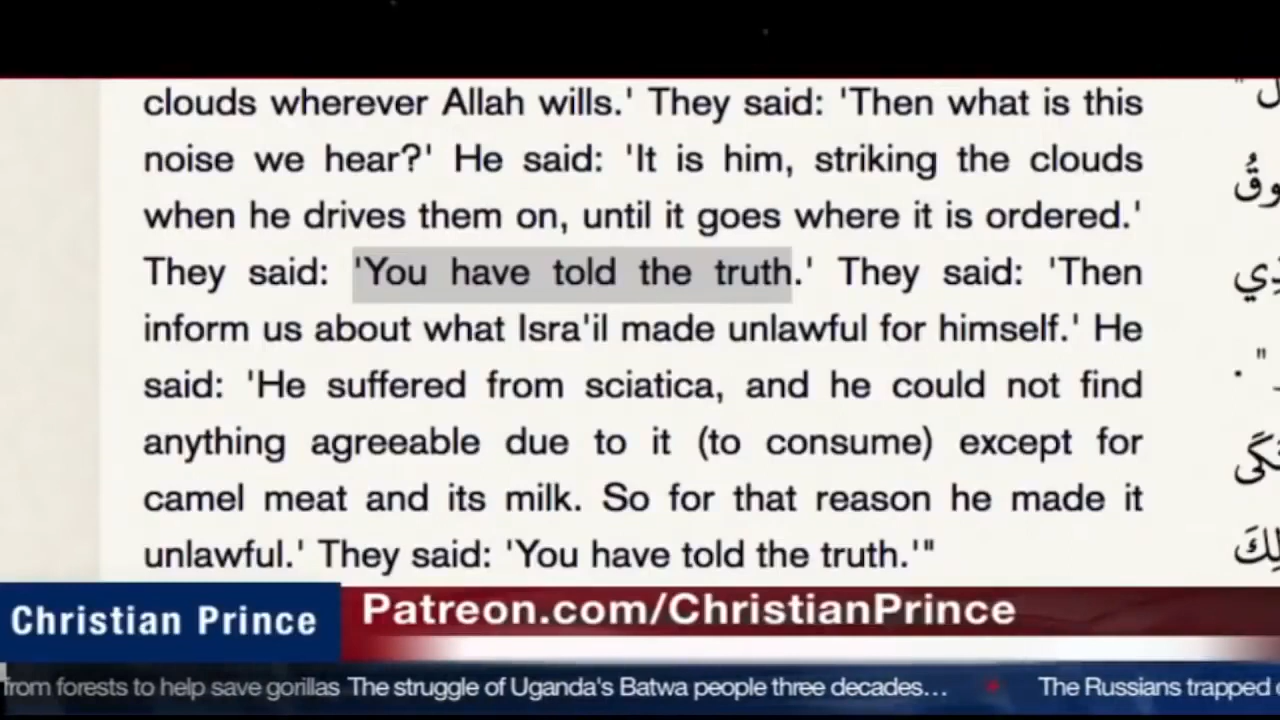 clouds wherever Allah wills.' They said: 'Then what is this
noise we hear?' He said: 'It is him, striking the clouds
when he drives them on, until it goes where it is ordered.'
They said: 'You have told the truth.' They said: 'Then
inform us about what Isra'il made unlawful for himself.' He
said: 'He suffered from sciatica, and he could not find
anything agreeable due to it (to consume) except for
camel meat and its milk. So for that reason he made it
unlawful.' They said: 'You have told the truth.'"
Christian Prince
Patreon.com/ChristianPrince
from forests to help save gorillas The struggle of Uganda's Batwa people three decades… The Russians trapped